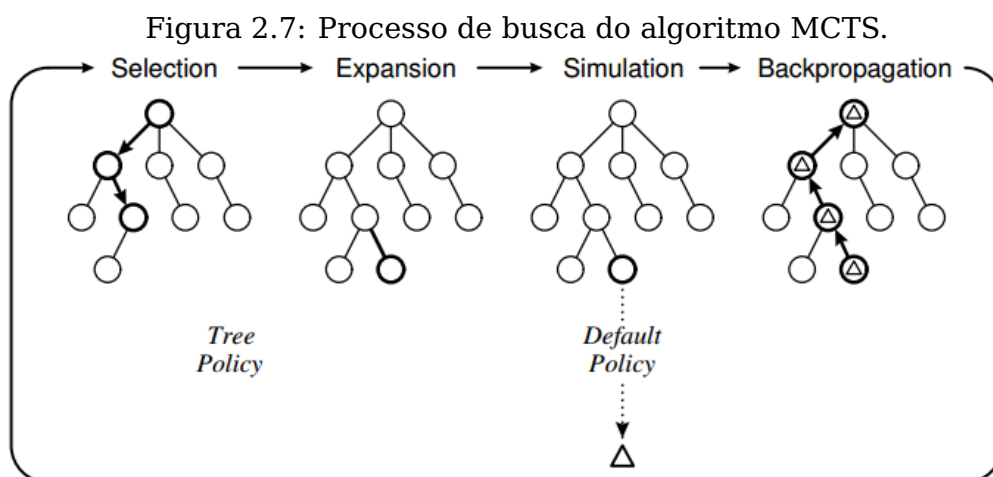 Figura 2.7: Processo de busca do algoritmo MCTS.
Selection Expansion Simulation Backpropagation
Tree
Policy
Default
Policy